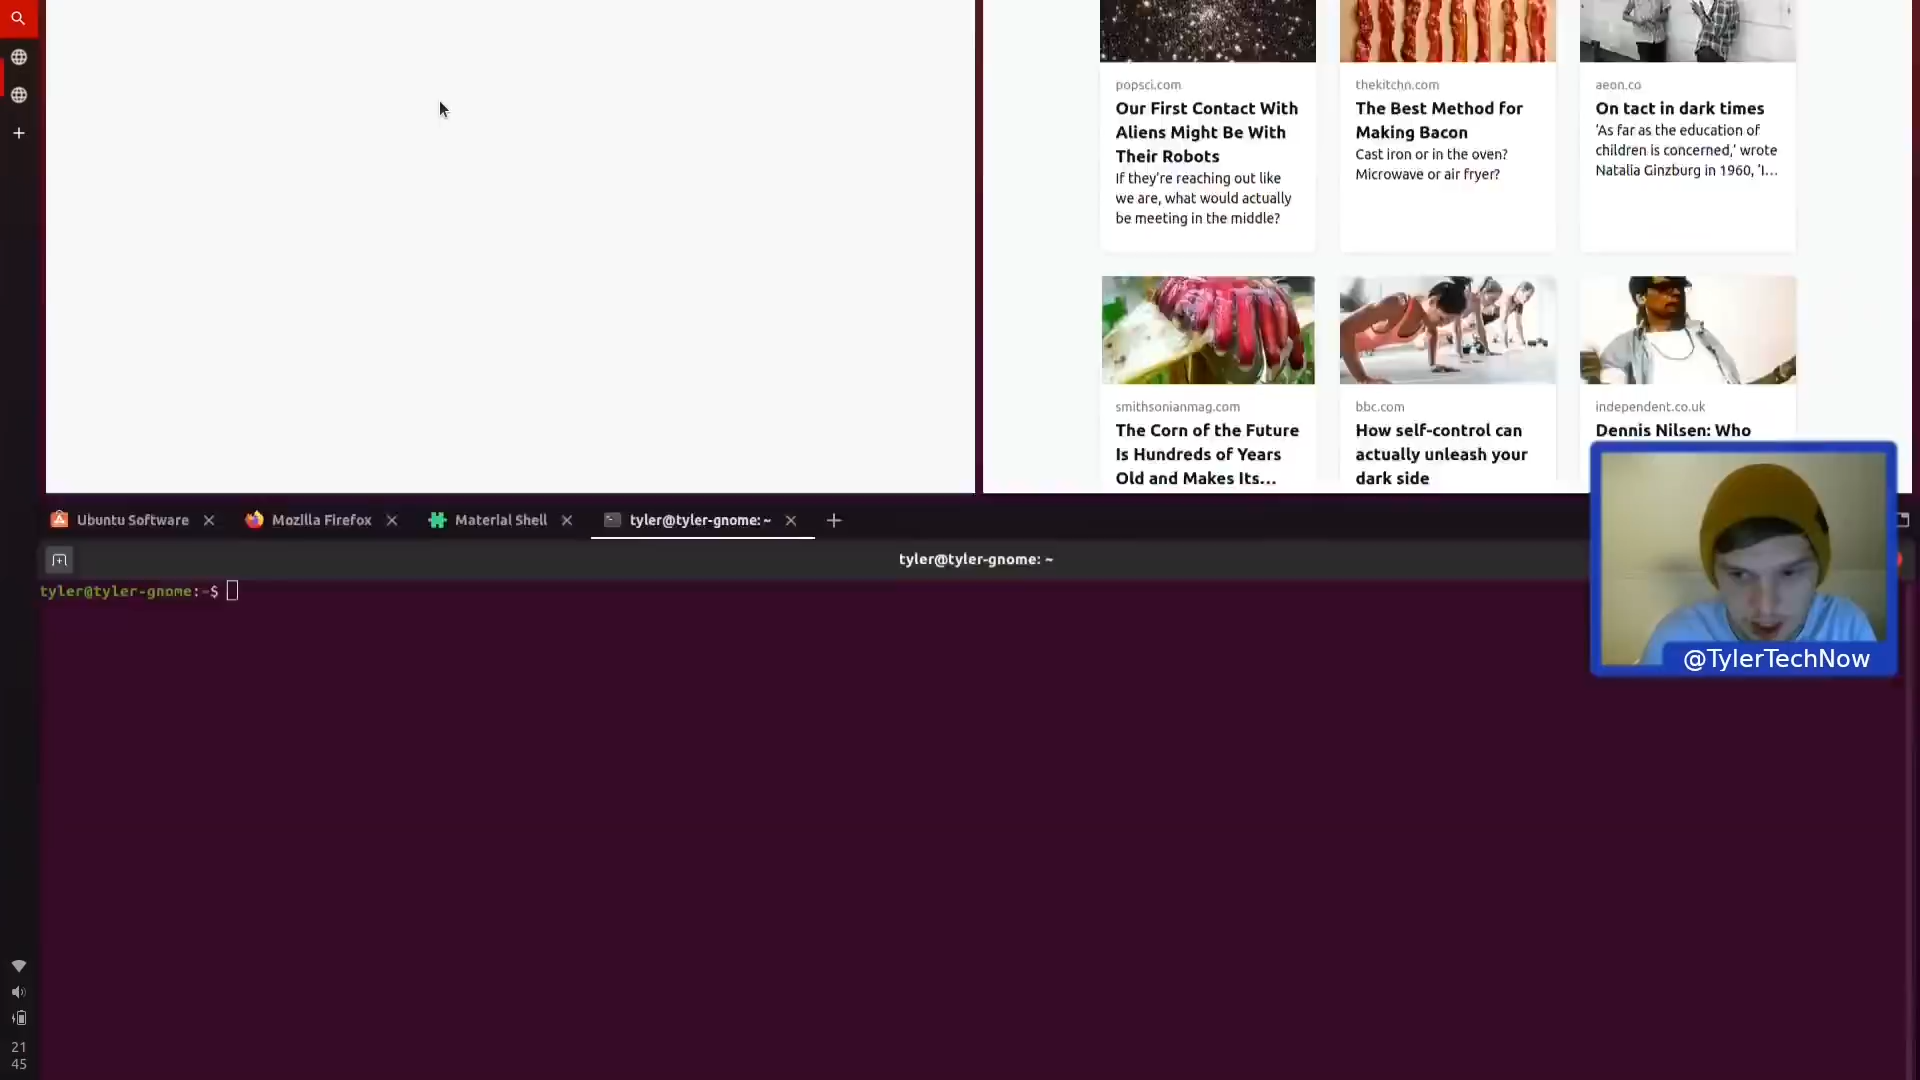 popsci.com
Our First Contact With
Aliens Might Be With
Their Robots
If they're reaching out like
we are, what would actually
be meeting in the middle?
thekitchn.com
The Best Method for
Making Bacon
Cast iron or in the oven?
Microwave or air fryer?
aeon.co
On tact in dark times
'As far as the education of
children is concerned,' wrote
Natalia Ginzburg in 1960, 'I...
smithsonianmag.com
The Corn of the Future
Is Hundreds of Years
Old and Makes Its...
bbc.com
How self-control can
actually unleash your
dark side
independent.co.uk
Dennis Nilsen: Who
Ubuntu Software
Mozilla Firefox
Material Shell
tyler@tyler-gnome: ~
tyler@tyler-gnome: ~
tyler@tyler-gnome:~$
@TylerTechNow
21
45